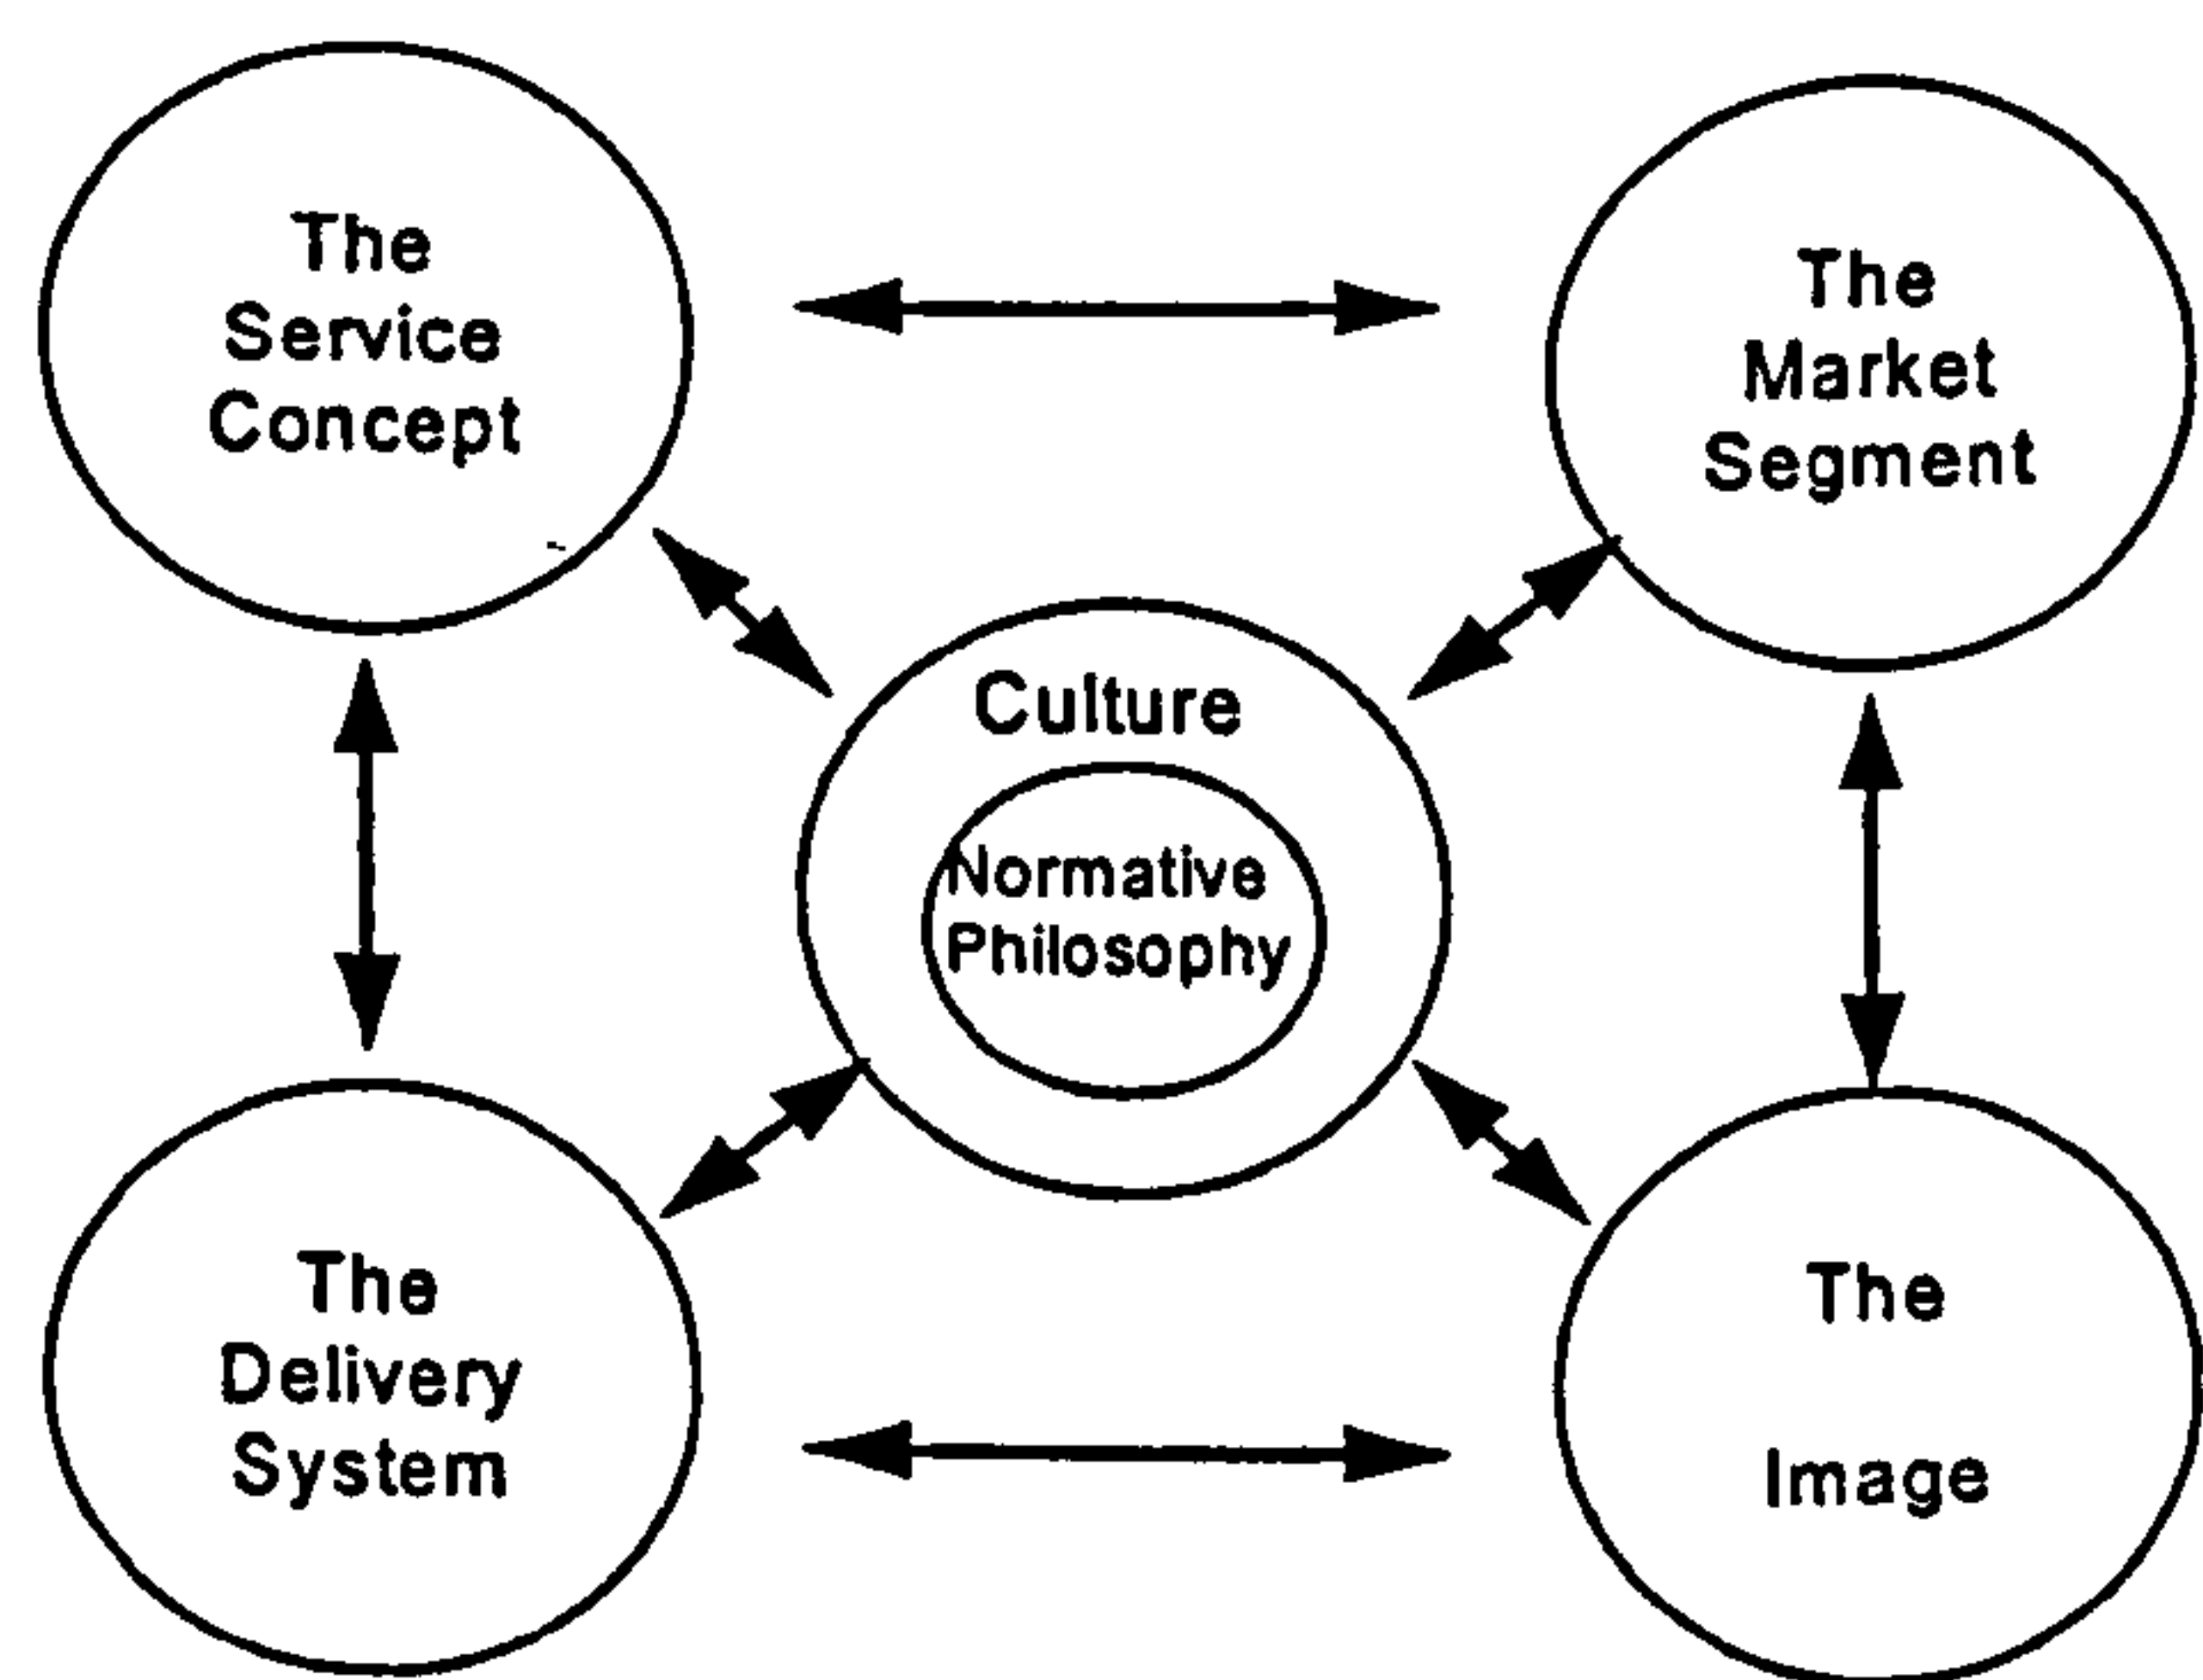 The
Service
Concept
The
Market
Segment
Culture
Normative
Philosophy
The
Delivery
System
The
Image